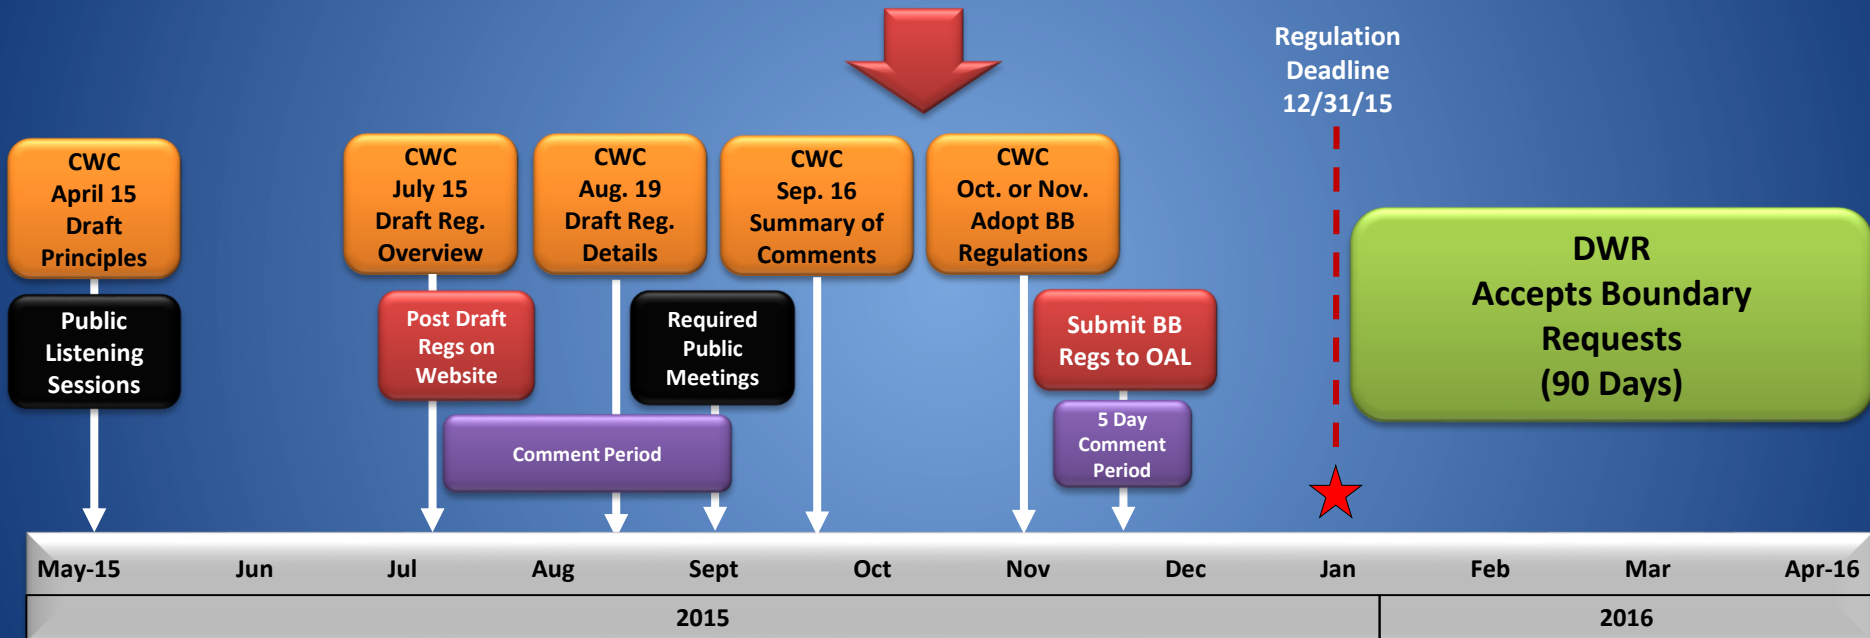 Regulation
Deadline
12/31/15
CWC
April 15
Draft
Principles
CWC
July 15
Draft Reg.
Overview
CWC
Aug. 19
Draft Reg.
Details
CWC
Sep. 16
Summary of
Comments
CWC
Oct. or Nov.
Adopt BB
Regulations
DWR
Accepts Boundary
Requests
(90 Days)
Public
Listening
Sessions
Post Draft
Regs on
Website
Required
Public
Meetings
Submit BB
Regs to OAL
Comment Period
5 Day
Comment
Period
May-15 Jun Jul Aug Sept Oct Nov Dec Jan Feb Mar Apr-16
2015 2016